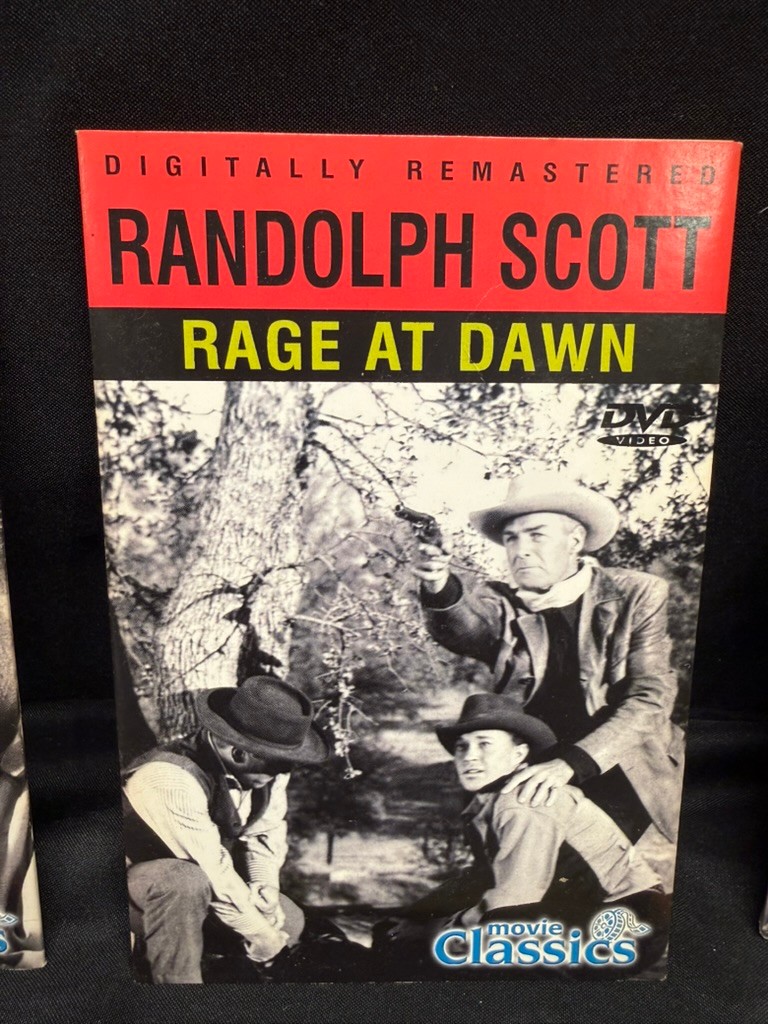 DIGITALLY REMASTERED
RANDOLPH SCOTT
RAGE AT DAWN
DVD
VIDEO
movie
Classics
s